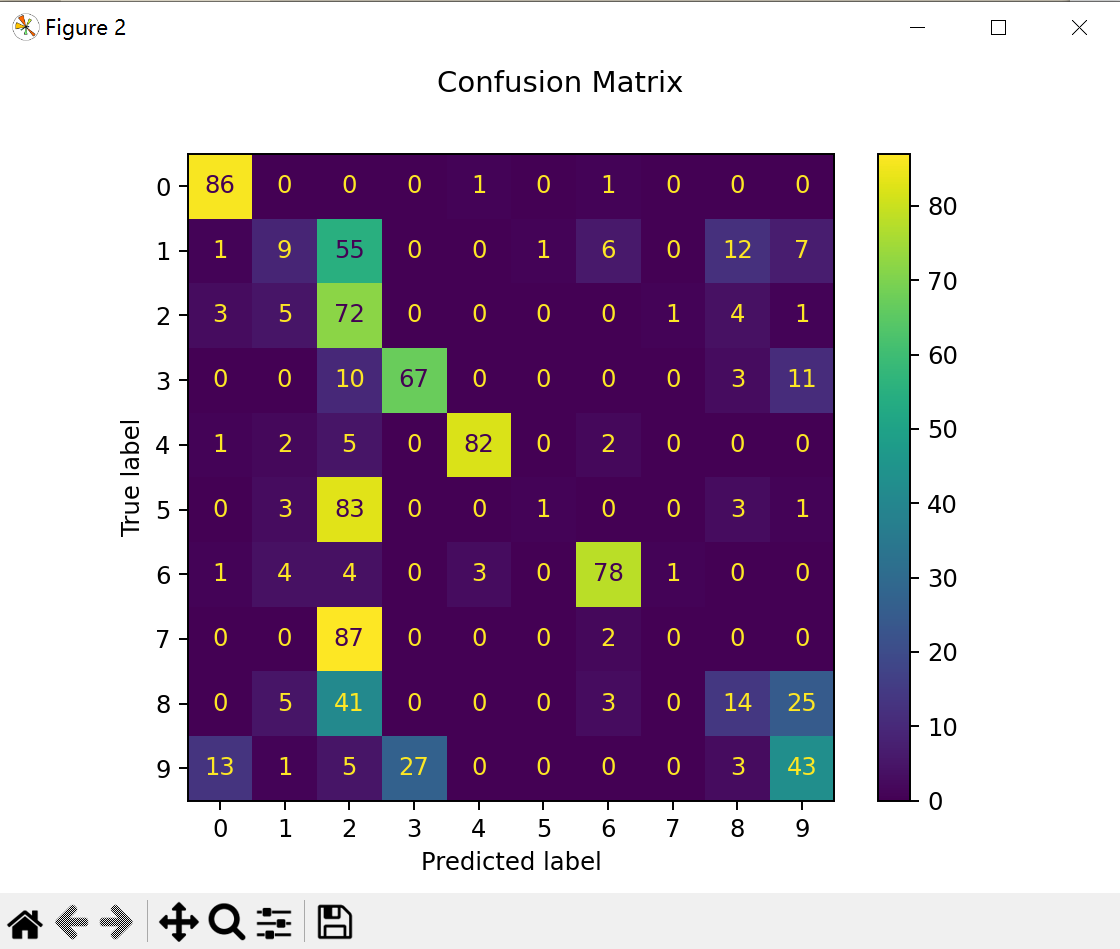 Figure 2
Confusion Matrix
0 86 0 0 0 1 0 1 0 0 0
1 1 9 55 0 0 1 6 0 12 7
2 3 5 72 0 0 0 0 1 4 1
3 0 0 10 67 0 0 0 0 3 11
4 1 2 5 0 82 0 2 0 0 0
5 0 3 83 0 0 1 0 0 3 1
6 1 4 4 0 3 0 78 1 0 0
7 0 0 87 0 0 0 2 0 0 0
8 0 5 41 0 0 0 3 0 14 25
9 13 1 5 27 0 0 0 0 3 43
0 1 2 3 4 5 6 7 8 9
Predicted label
True label
80
70
60
50
40
30
20
10
0